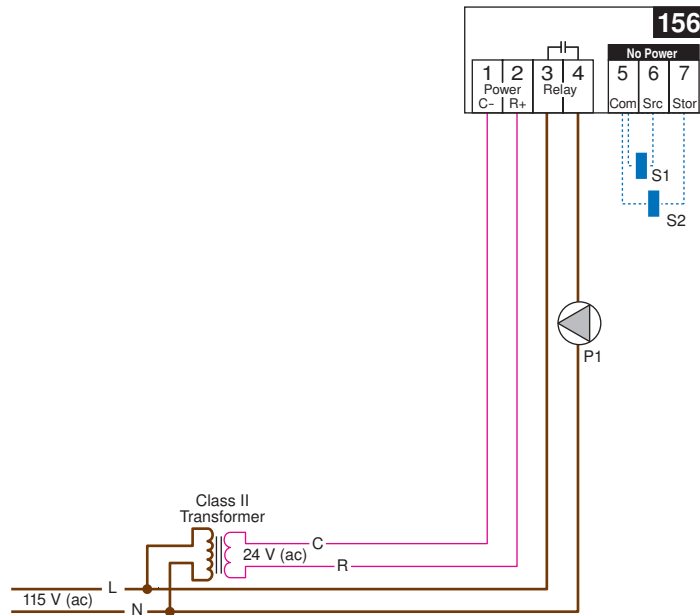 156
No Power
1 2 3 4 5 6 7
Power Relay
C- R+ Com Src Stor
S1
S2
P1
Class II
Transformer
C
24 V (ac)
R
L
115 V (ac)
N